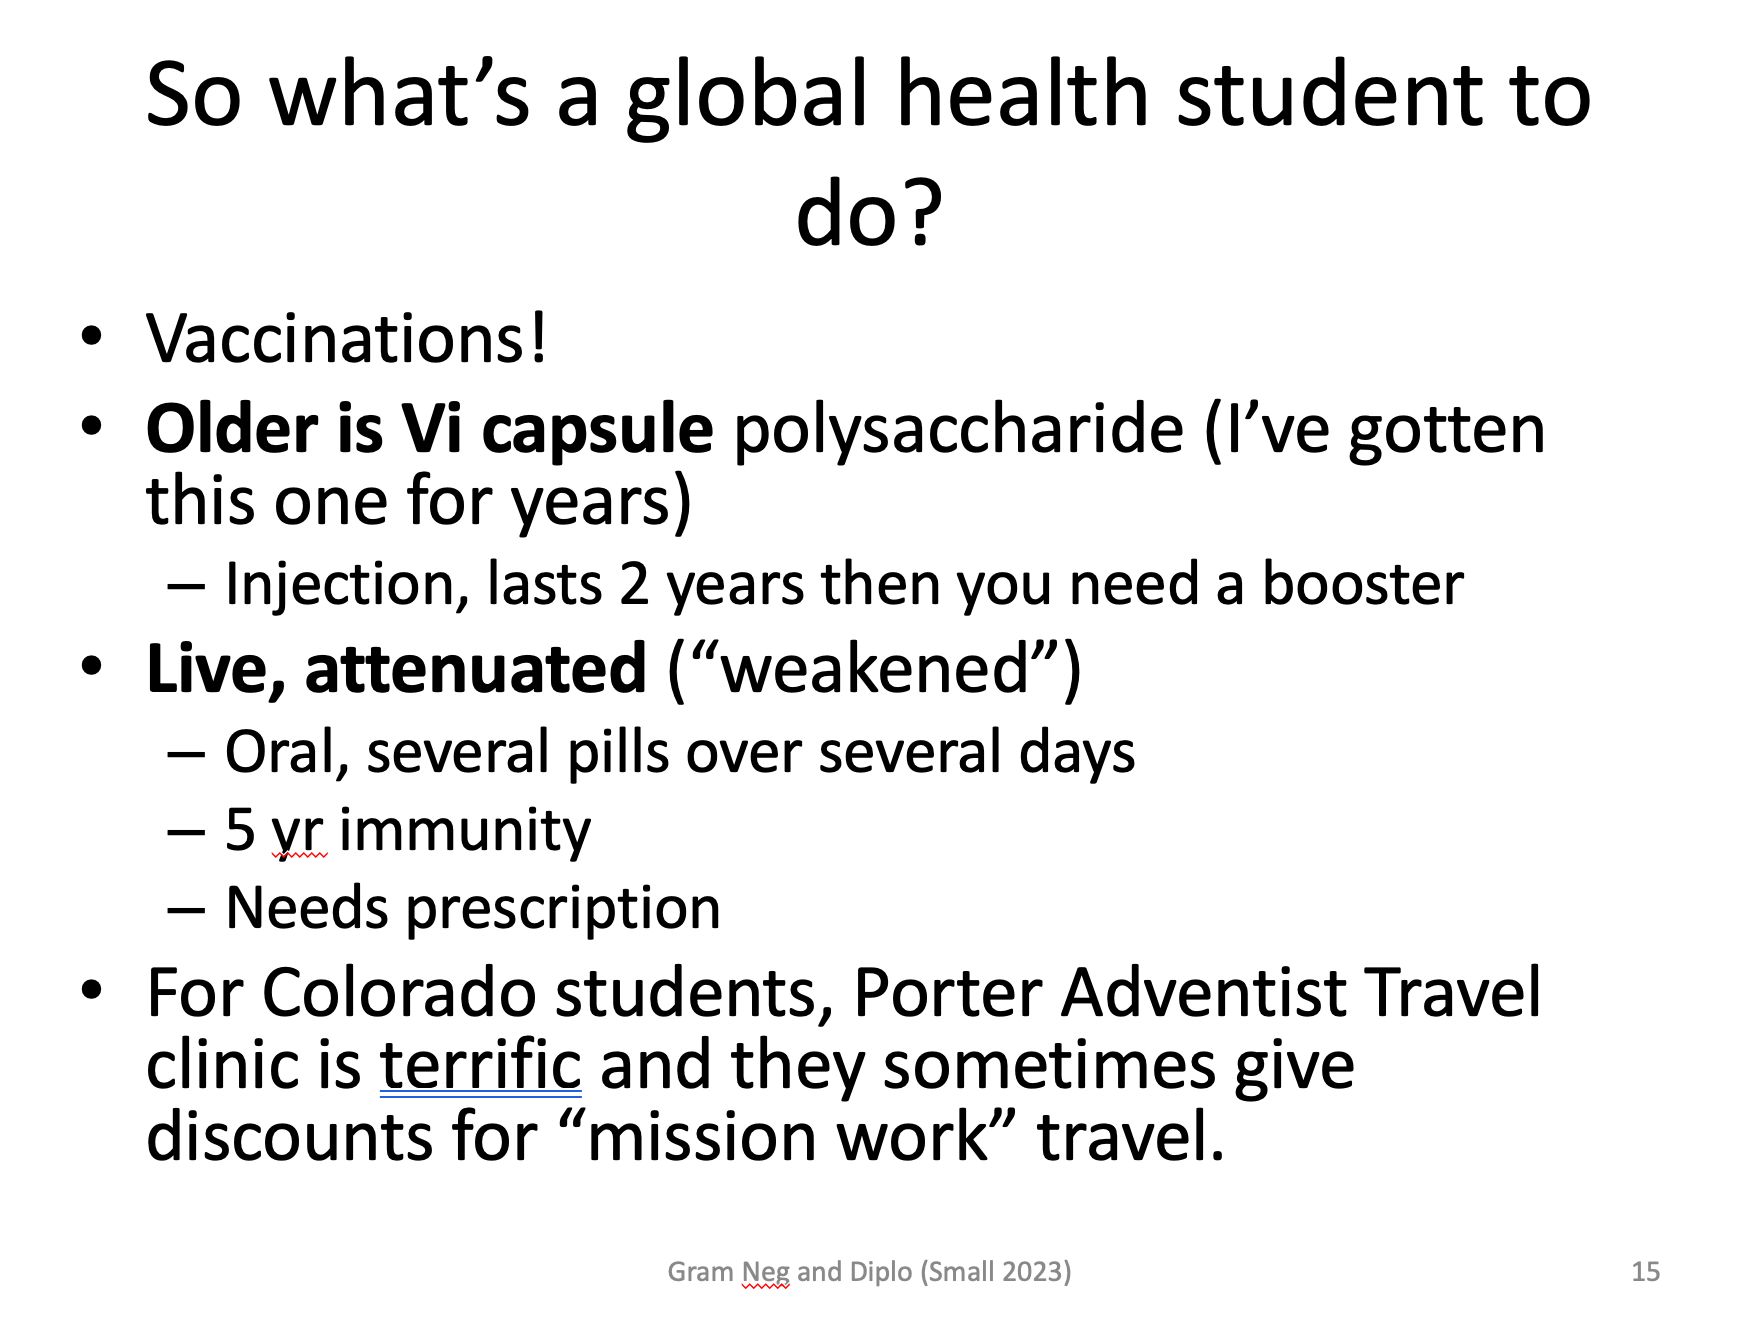 So what’s a global health student to
do?
• Vaccinations!
• Older is Vi capsule polysaccharide (I’ve gotten
this one for years)
– Injection, lasts 2 years then you need a booster
• Live, attenuated (“weakened”)
– Oral, several pills over several days
– 5 yr immunity
– Needs prescription
• For Colorado students, Porter Adventist Travel
clinic is terrific and they sometimes give
discounts for “mission work” travel.
Gram Neg and Diplo (Small 2023)
15